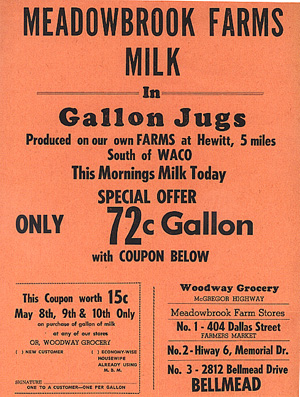 MEADOWBROOK FARMS
MILK
In
Gallon Jugs
Produced on our own FARMS at Hewitt, 5 miles
South of WACO
This Mornings Milk Today
SPECIAL OFFER
ONLY 72c Gallon
with COUPON BELOW
This Coupon worth 15c
May 8th, 9th & 10th Only
on purchase of gallon of milk
at any of our stores
OR, WOODWAY GROCERY
( ) NEW CUSTOMER ( ) ECONOMY-WISE
HOUSEWIFE
ALREADY USING
M. B. M.
SIGNATURE
ONE TO A CUSTOMER—ONE PER GALLON
Woodway Grocery
McGREGOR HIGHWAY
Meadowbrook Farm Stores
No. 1 - 404 Dallas Street
FARMERS MARKET
No. 2 - Hiway 6, Memorial Dr.
No. 3 - 2812 Bellmead Drive
BELLMEAD